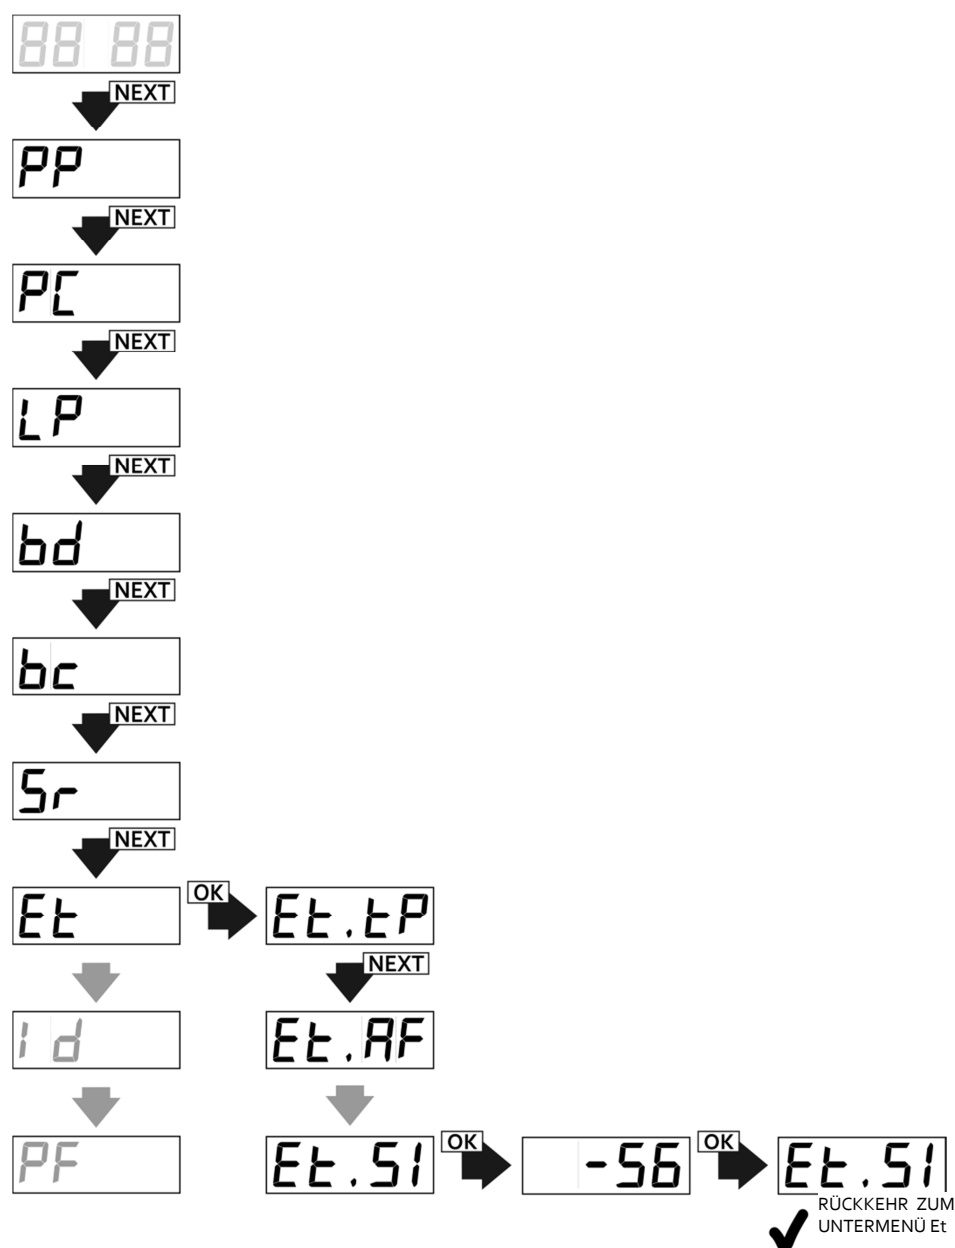 88 88
NEXT
PP
NEXT
PC
NEXT
LP
NEXT
bd
NEXT
bc
NEXT
Sr
NEXT
Et OK Et.tP
NEXT
Id Et.AF
PF Et.SI OK -56 OK Et.SI
RÜCKKEHR ZUM
UNTERMENÜ Et